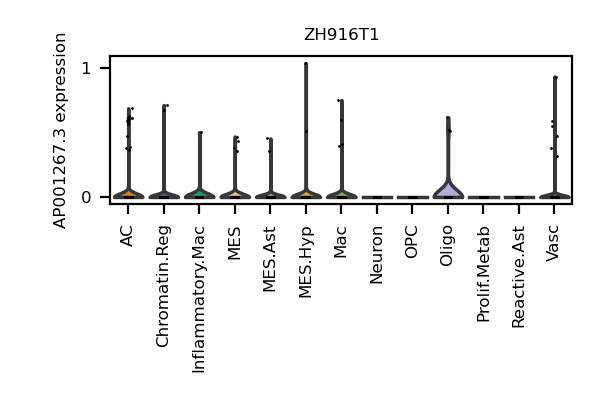 ZH916T1
AP001267.3 expression
1
0
AC
Chromatin.Reg
Inflammatory.Mac
MES
MES.Ast
MES.Hyp
Mac
Neuron
OPC
Oligo
Prolif.Metab
Reactive.Ast
Vasc